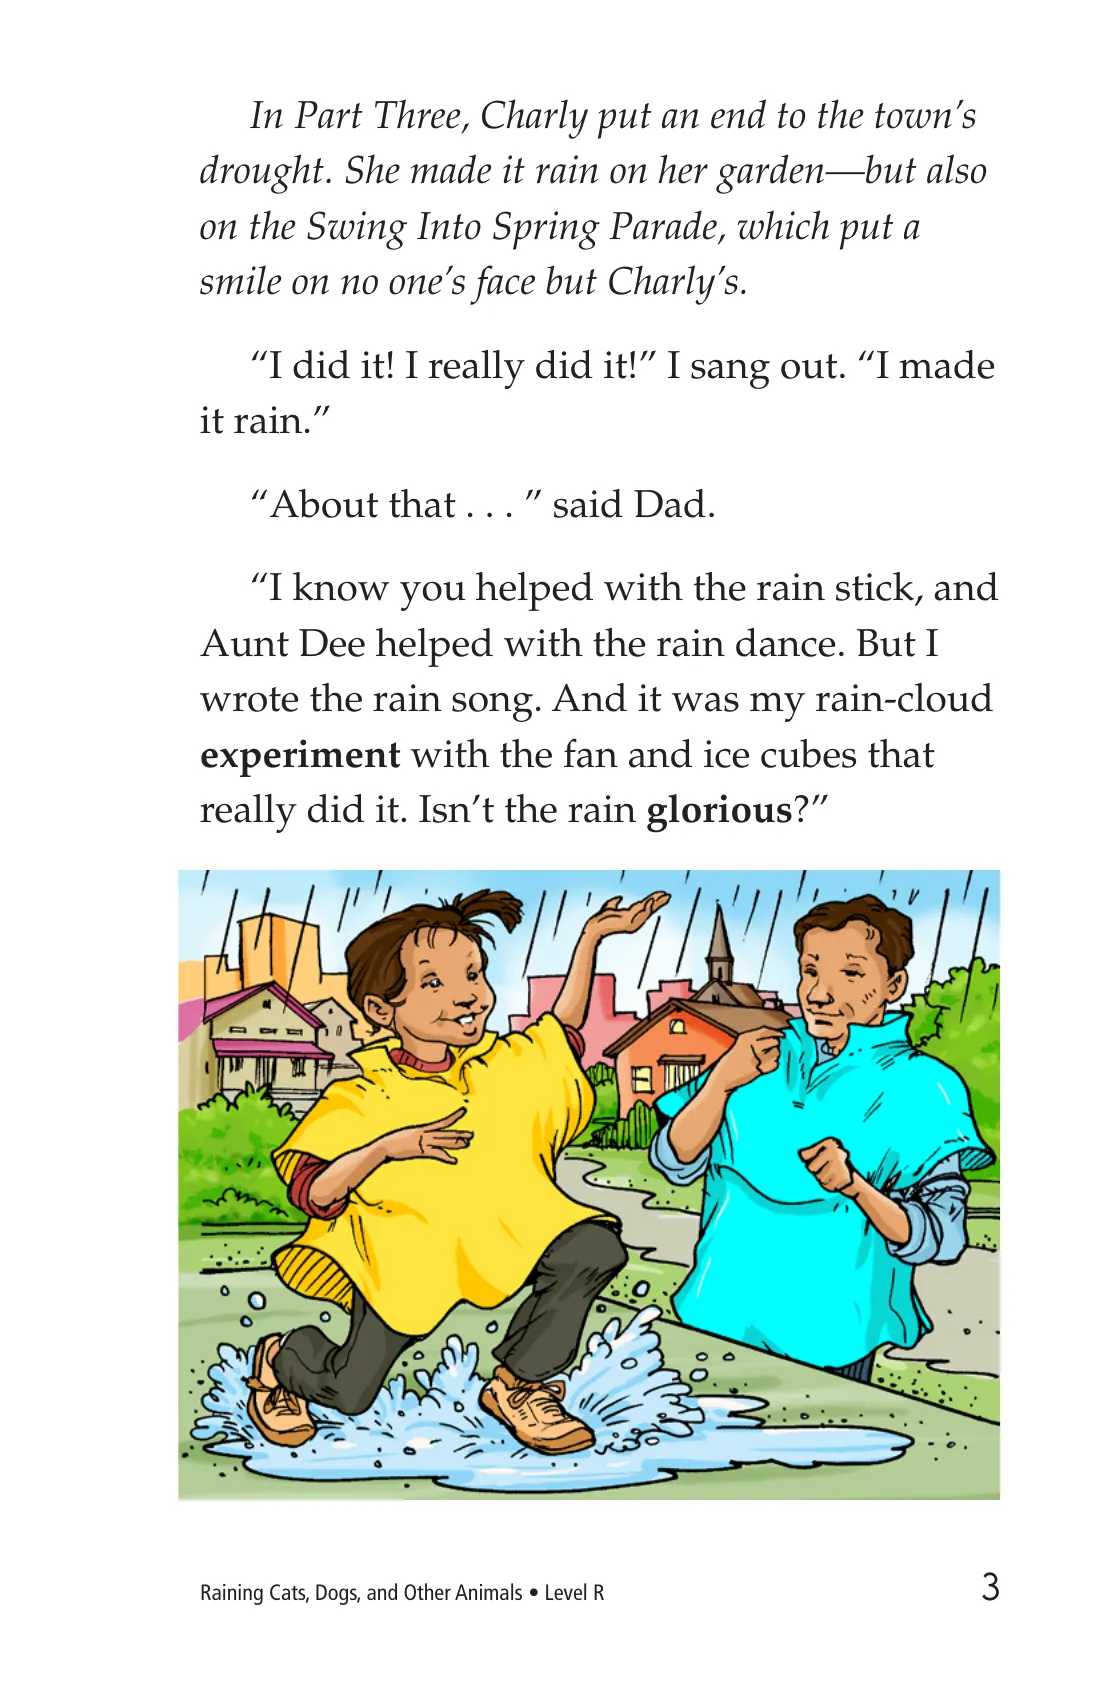 In Part Three, Charly put an end to the town’s
drought. She made it rain on her garden—but also
on the Swing Into Spring Parade, which put a
smile on no one’s face but Charly’s.
“I did it! I really did it!” I sang out. “I made
it rain.”
“About that . . . ” said Dad.
“I know you helped with the rain stick, and
Aunt Dee helped with the rain dance. But I
wrote the rain song. And it was my rain-cloud
experiment with the fan and ice cubes that
really did it. Isn’t the rain glorious?”
Raining Cats, Dogs, and Other Animals • Level R
3